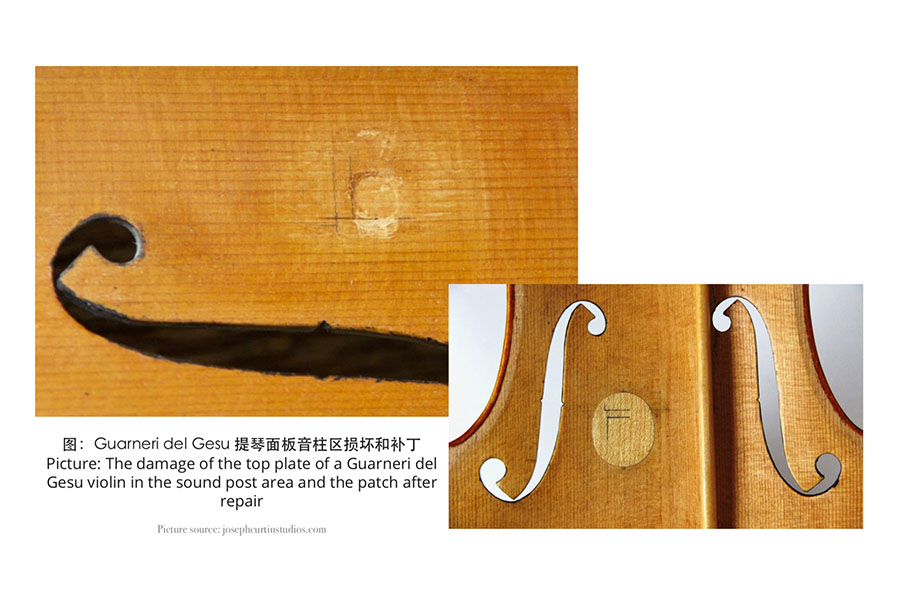 图：Guarneri del Gesu 提琴面板音柱区损坏和补丁
Picture: The damage of the top plate of a Guarneri del
Gesu violin in the sound post area and the patch after
repair
Picture source: josephcurtinstudios.com